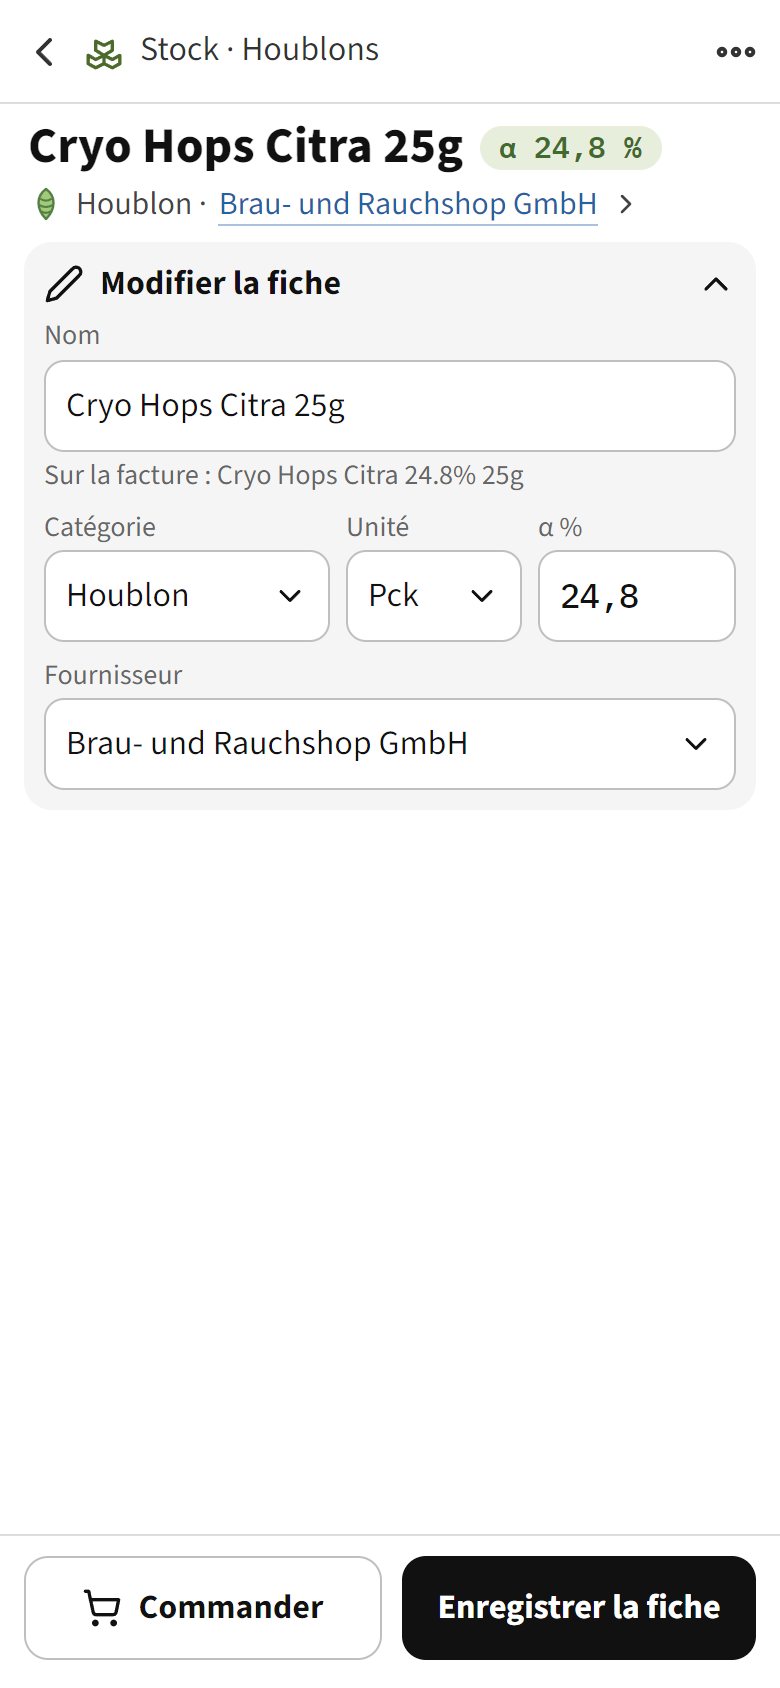 Stock · Houblons
Cryo Hops Citra 25g α 24,8 %
Houblon · Brau- und Rauchshop GmbH
Modifier la fiche
Nom
Cryo Hops Citra 25g
Sur la facture : Cryo Hops Citra 24.8% 25g
Catégorie Unité α %
Houblon Pck 24,8
Fournisseur
Brau- und Rauchshop GmbH
Commander Enregistrer la fiche